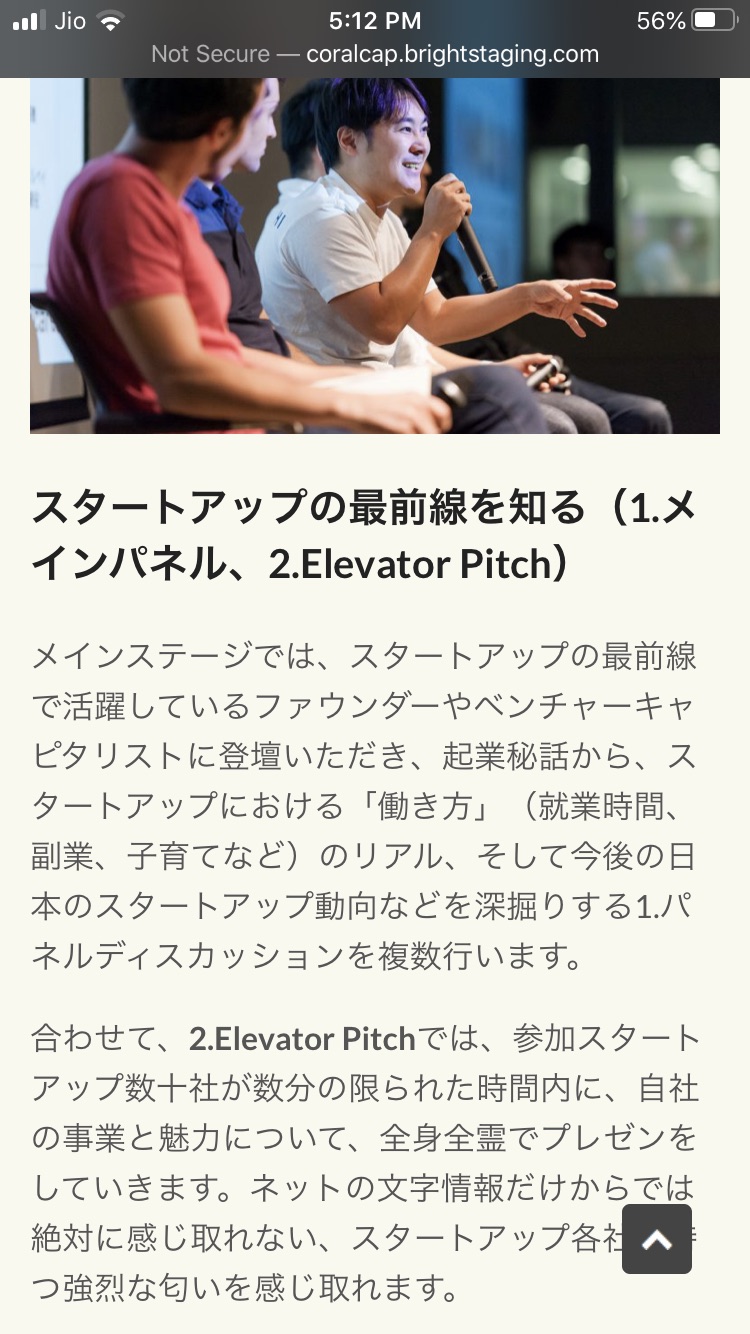 Jio 5:12 PM 56%
Not Secure — coralcap.brightstaging.com
スタートアップの最前線を知る（1.メ
インパネル、2.Elevator Pitch）
メインステージでは、スタートアップの最前線
で活躍しているファウンダーやベンチャーキャ
ピタリストに登壇いただき、起業秘話から、ス
タートアップにおける「働き方」（就業時間、
副業、子育てなど）のリアル、そして今後の日
本のスタートアップ動向などを深掘りする1.パ
ネルディスカッションを複数行います。
合わせて、2.Elevator Pitchでは、参加スタート
アップ数十社が数分の限られた時間内に、自社
の事業と魅力について、全身全霊でプレゼンを
していきます。ネットの文字情報だけからでは
絶対に感じ取れない、スタートアップ各社
つ強烈な匂いを感じ取れます。